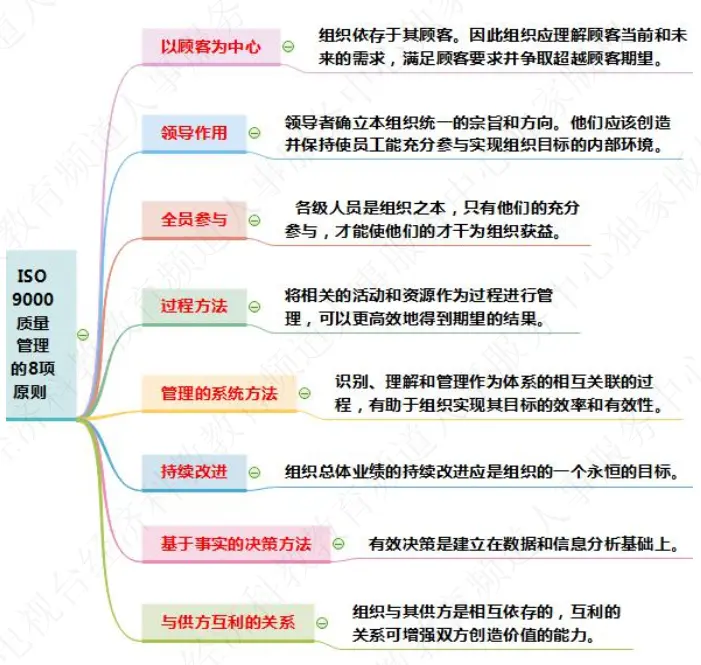 ISO
9000
质量
管理
的8项
原则
以顾客为中心
组织依存于其顾客。因此组织应理解顾客当前和未
来的需求，满足顾客要求并争取超越顾客期望。
领导作用
领导者确立本组织统一的宗旨和方向。他们应该创造
并保持使员工能充分参与实现组织目标的内部环境。
全员参与
各级人员是组织之本，只有他们的充分
参与，才能使他们的才干为组织获益。
过程方法
将相关的活动和资源作为过程进行管
理，可以更高效地得到期望的结果。
管理的系统方法
识别、理解和管理作为体系的相互关联的过
程，有助于组织实现其目标的效率和有效性。
持续改进
组织总体业绩的持续改进应是组织的一个永恒的目标。
基于事实的决策方法
有效决策是建立在数据和信息分析基础上。
与供方互利的关系
组织与其供方是相互依存的，互利的
关系可增强双方创造价值的能力。